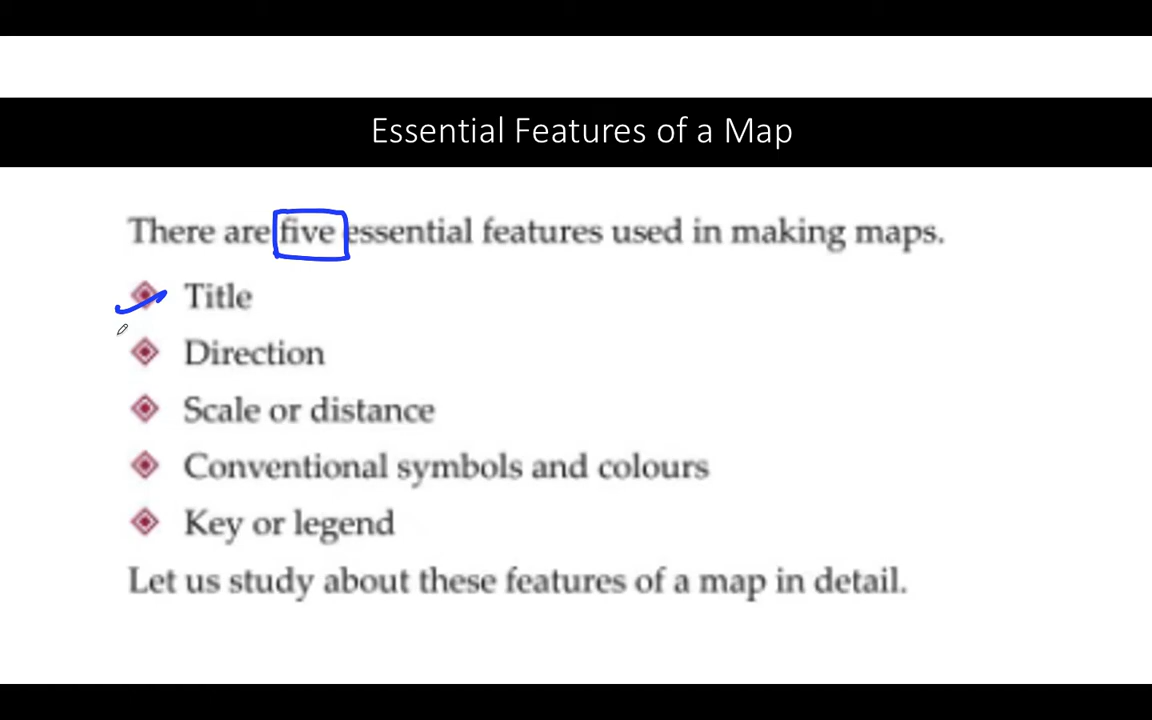 Essential Features of a Map
There are five essential features used in making maps.
Title
Direction
Scale or distance
Conventional symbols and colours
Key or legend
Let us study about these features of a map in detail.